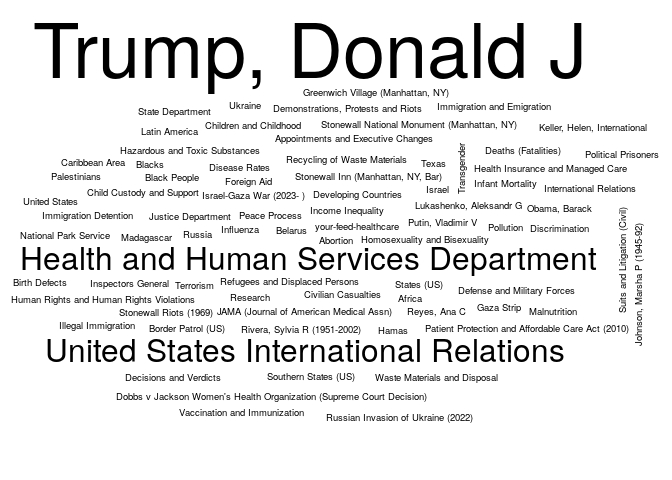 Trump, Donald J
Greenwich Village (Manhattan, NY)
Ukraine
State Department
Demonstrations, Protests and Riots
Immigration and Emigration
Latin America
Children and Childhood
Stonewall National Monument (Manhattan, NY)
Keller, Helen, International
Appointments and Executive Changes
Hazardous and Toxic Substances
Transgender
Deaths (Fatalities)
Political Prisoners
Caribbean Area
Blacks
Disease Rates
Recycling of Waste Materials
Texas
Health Insurance and Managed Care
Palestinians
Black People
Foreign Aid
Stonewall Inn (Manhattan, NY, Bar)
Israel
Infant Mortality
International Relations
United States
Child Custody and Support
Israel-Gaza War (2023- )
Developing Countries
Lukashenko, Aleksandr G
Obama, Barack
Immigration Detention
Justice Department
Peace Process
Income Inequality
Suits and Litigation (Civil)
National Park Service
Madagascar
Russia
Influenza
Belarus
your-feed-healthcare
Putin, Vladimir V
Pollution
Discrimination
Abortion
Homosexuality and Bisexuality
Johnson, Marsha P (1945-92)
Health and Human Services Department
Birth Defects
Inspectors General
Terrorism
Refugees and Displaced Persons
States (US)
Defense and Military Forces
Human Rights and Human Rights Violations
Research
Civilian Casualties
Africa
Stonewall Riots (1969)
JAMA (Journal of American Medical Assn)
Reyes, Ana C
Gaza Strip
Malnutrition
Illegal Immigration
Border Patrol (US)
Rivera, Sylvia R (1951-2002)
Hamas
Patient Protection and Affordable Care Act (2010)
United States International Relations
Decisions and Verdicts
Southern States (US)
Waste Materials and Disposal
Dobbs v Jackson Women's Health Organization (Supreme Court Decision)
Vaccination and Immunization
Russian Invasion of Ukraine (2022)